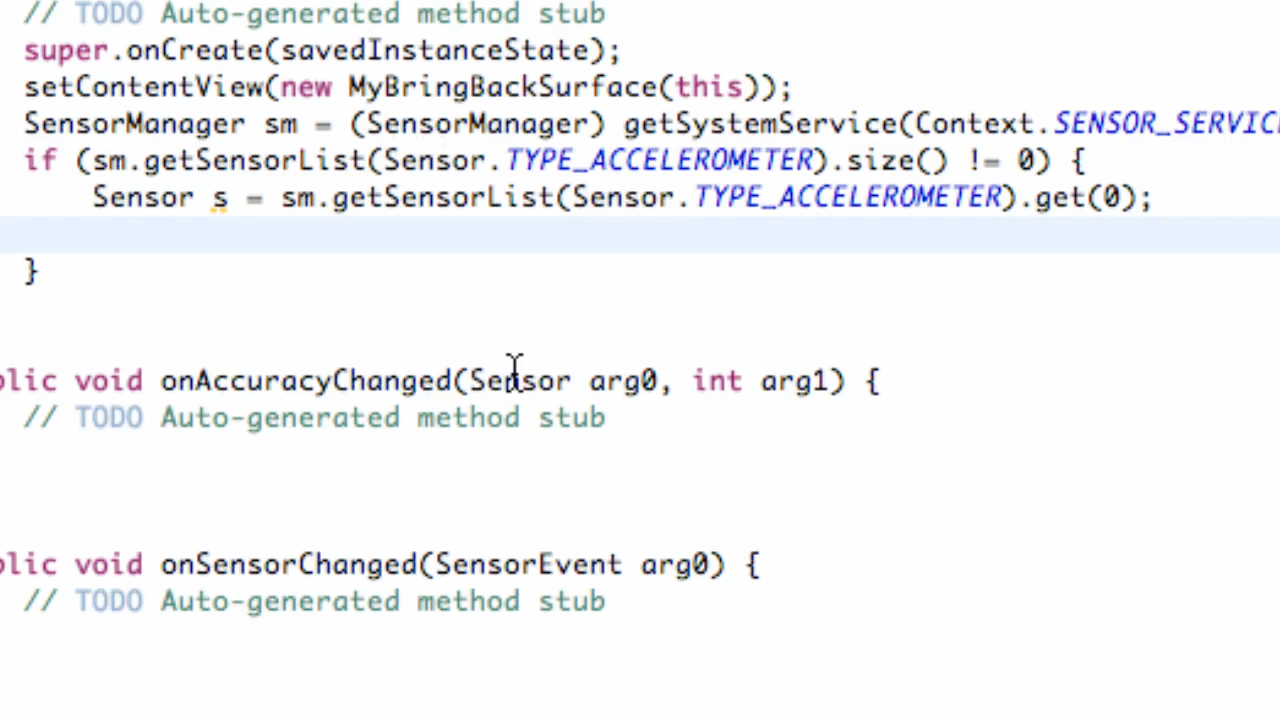 // TODO Auto-generated method stub
super.onCreate(savedInstanceState);
setContentView(new MyBringBackSurface(this));
SensorManager sm = (SensorManager) getSystemService(Context.SENSOR_SERVIC
if (sm.getSensorList(Sensor.TYPE_ACCELEROMETER).size() != 0) {
Sensor s = sm.getSensorList(Sensor.TYPE_ACCELEROMETER).get(0);
}
blic void onAccuracyChanged(Sensor arg0, int arg1) {
// TODO Auto-generated method stub
blic void onSensorChanged(SensorEvent arg0) {
// TODO Auto-generated method stub